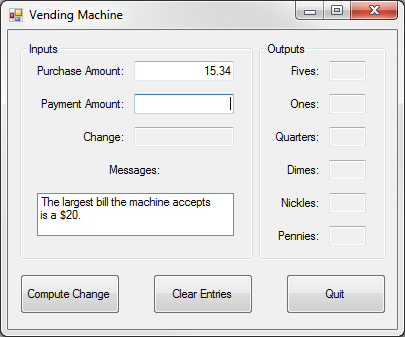 Vending Machine
Inputs
Purchase Amount: 15.34
Payment Amount:
Change:
Messages:
The largest bill the machine accepts
is a $20.
Outputs
Fives:
Ones:
Quarters:
Dimes:
Nickles:
Pennies:
Compute Change
Clear Entries
Quit